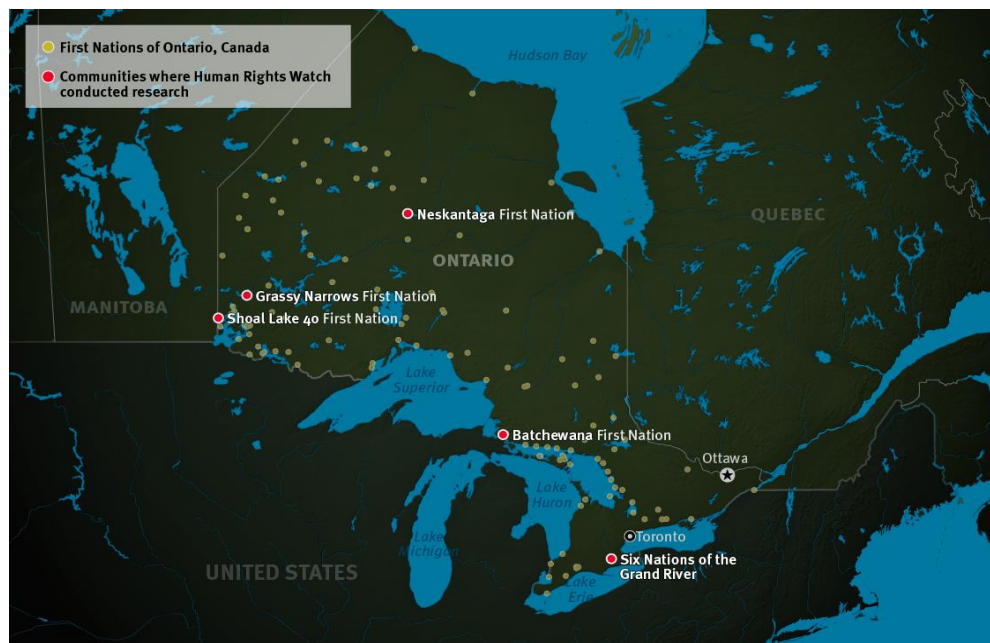 First Nations of Ontario, Canada
Communities where Human Rights Watch
conducted research
Hudson Bay
Neskantaga First Nation
QUEBEC
ONTARIO
MANITOBA
Grassy Narrows First Nation
Shoal Lake 40 First Nation
Lake
Superior
Batchewana First Nation
Ottawa
Lake
Huron
Lake
Michigan
Toronto
UNITED STATES
Six Nations of the
Grand River
Lake
Erie